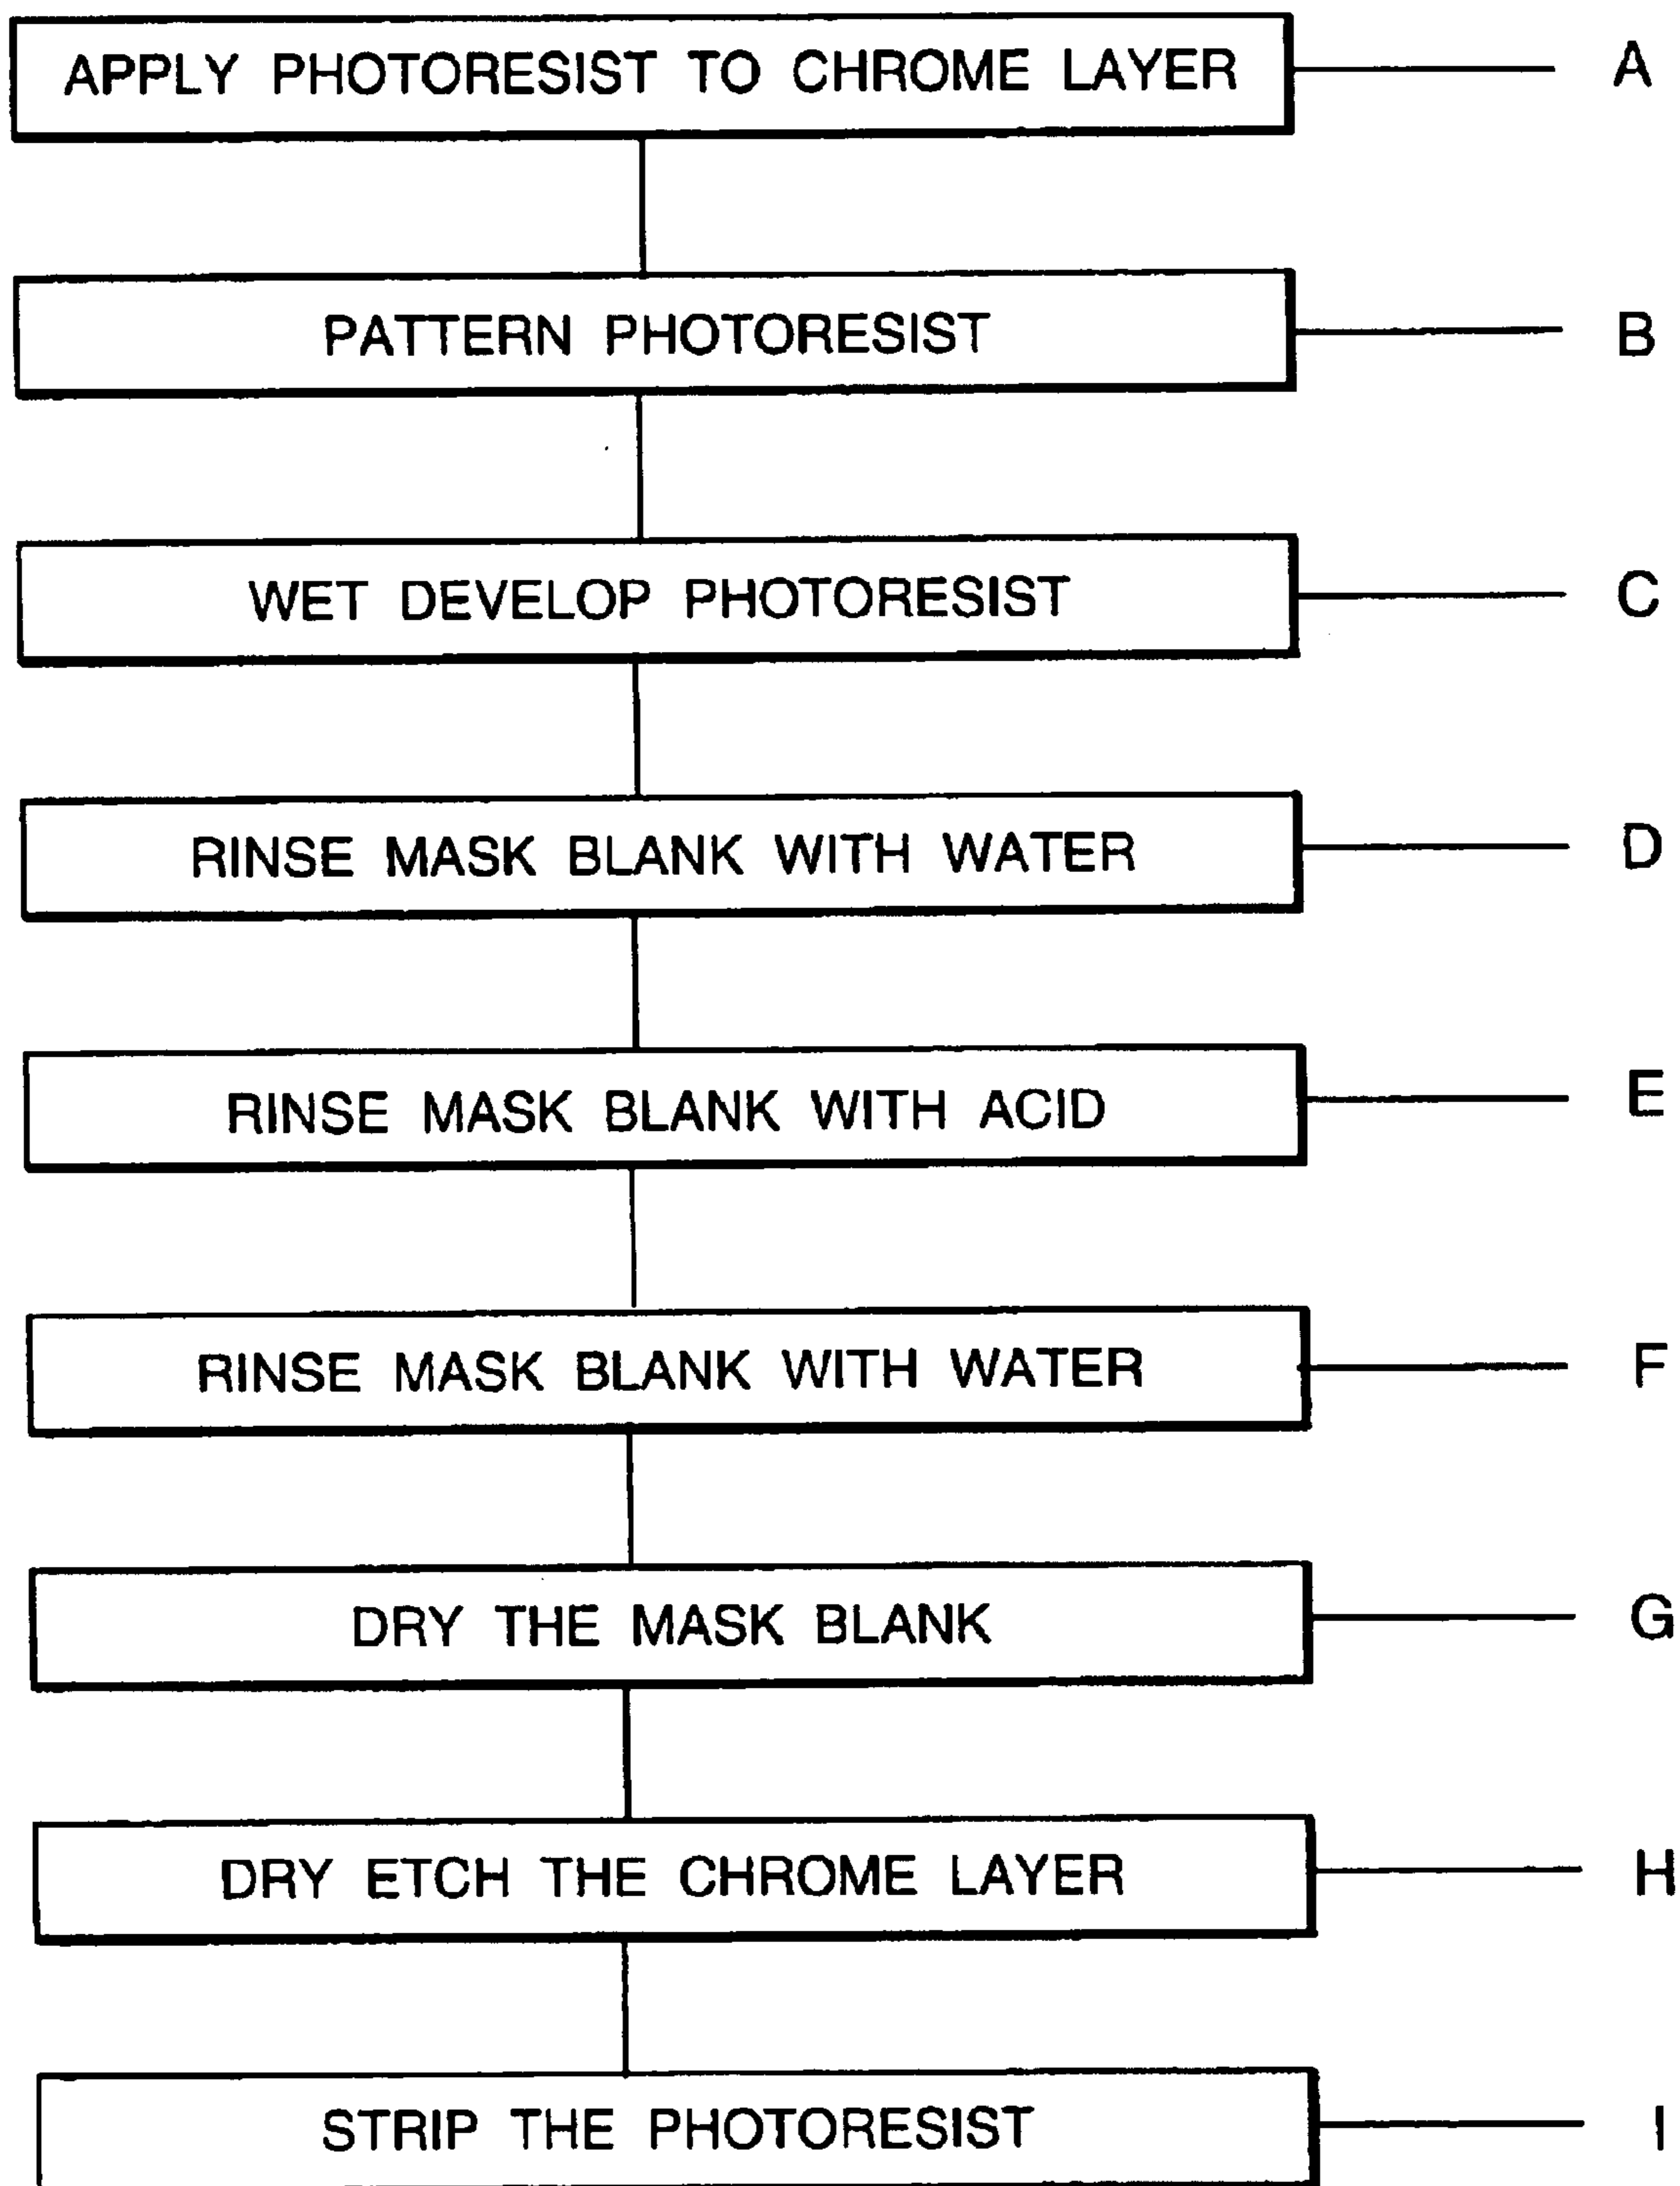 APPLY PHOTORESIST TO CHROME LAYER A
PATTERN PHOTORESIST B
WET DEVELOP PHOTORESIST C
RINSE MASK BLANK WITH WATER D
RINSE MASK BLANK WITH ACID E
RINSE MASK BLANK WITH WATER F
DRY THE MASK BLANK G
DRY ETCH THE CHROME LAYER H
STRIP THE PHOTORESIST I